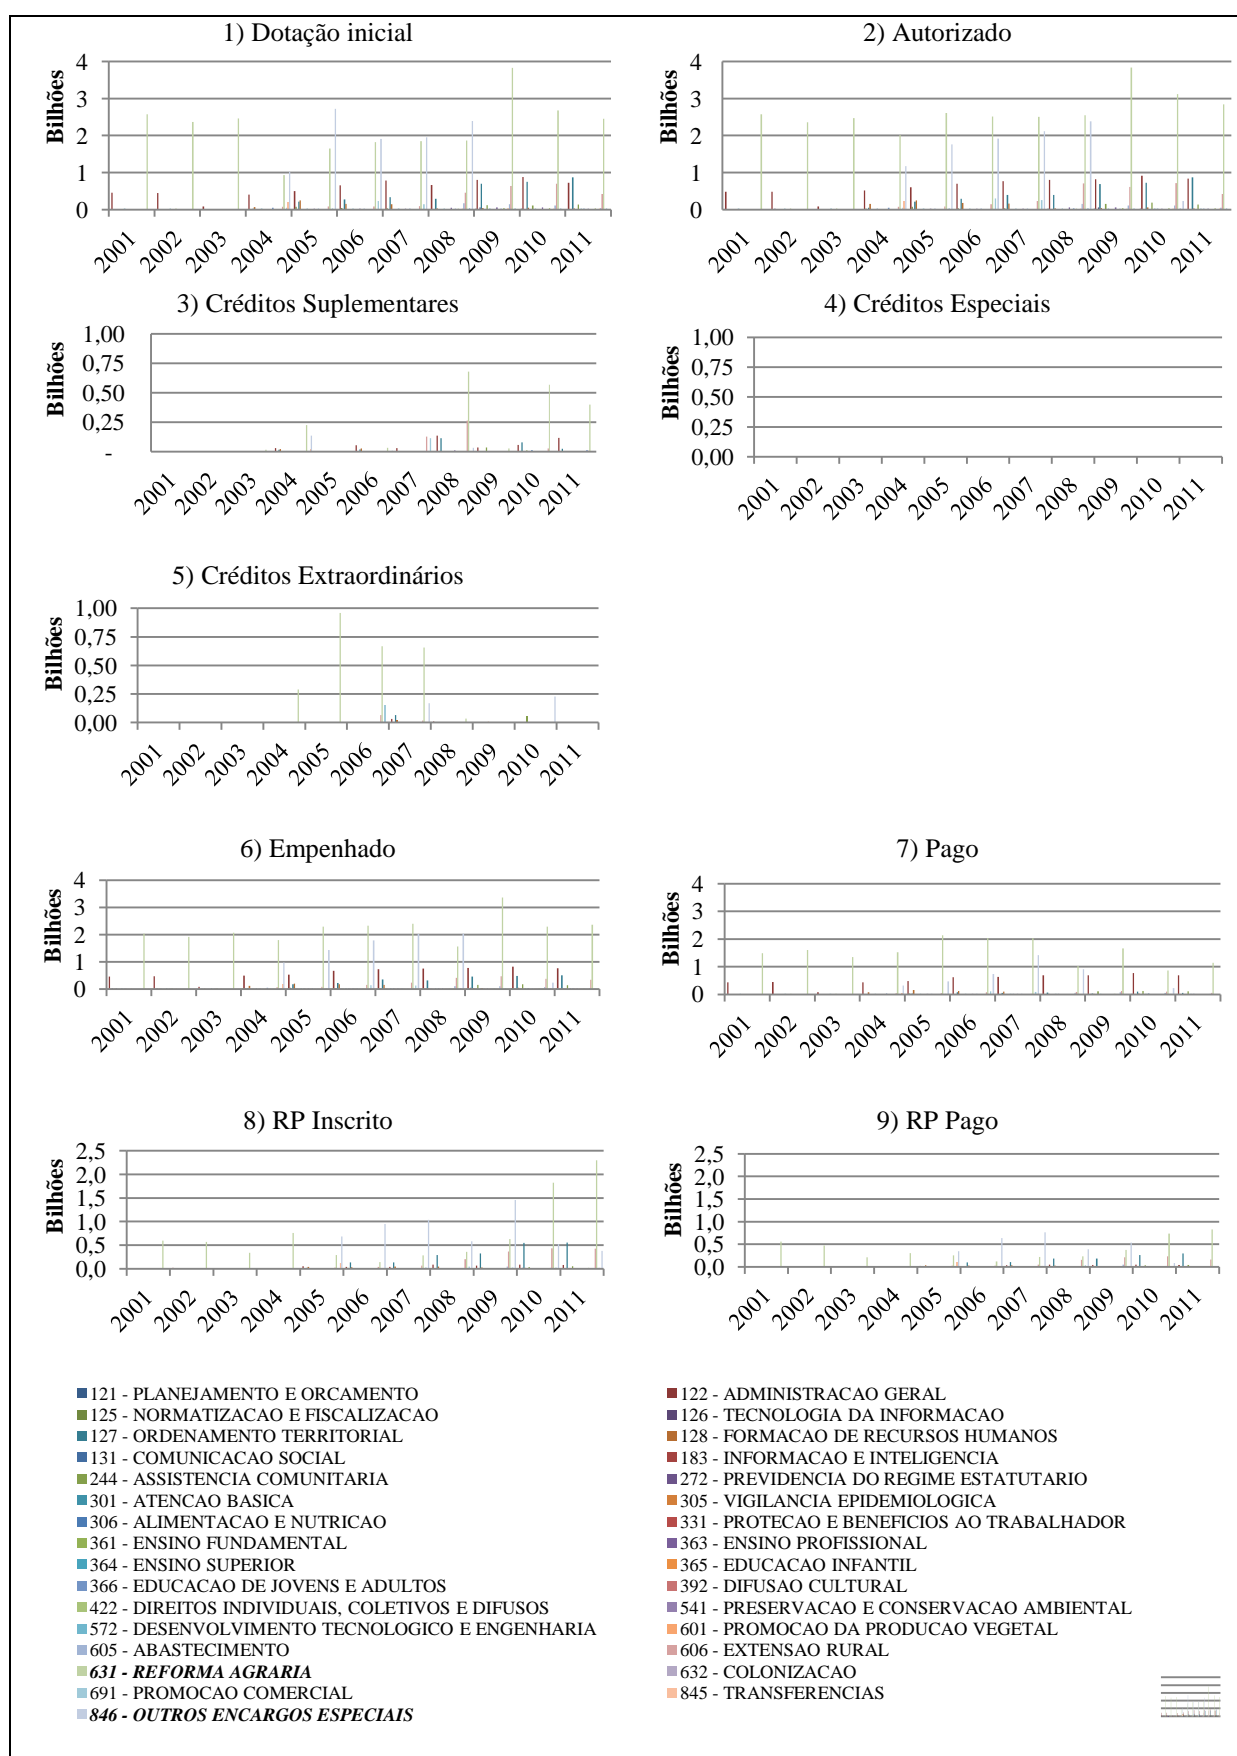 1) Dotação inicial
Bilhões
4
3
2
1
0
2001 2002 2003 2004 2005 2006 2007 2008 2009 2010 2011
2) Autorizado
Bilhões
4
3
2
1
0
2001 2002 2003 2004 2005 2006 2007 2008 2009 2010 2011
3) Créditos Suplementares
Bilhões
1,00
0,75
0,50
0,25
-
2001 2002 2003 2004 2005 2006 2007 2008 2009 2010 2011
4) Créditos Especiais
Bilhões
1,00
0,75
0,50
0,25
0,00
2001 2002 2003 2004 2005 2006 2007 2008 2009 2010 2011
5) Créditos Extraordinários
Bilhões
1,00
0,75
0,50
0,25
0,00
2001 2002 2003 2004 2005 2006 2007 2008 2009 2010 2011
6) Empenhado
Bilhões
4
3
2
1
0
2001 2002 2003 2004 2005 2006 2007 2008 2009 2010 2011
7) Pago
Bilhões
4
3
2
1
0
2001 2002 2003 2004 2005 2006 2007 2008 2009 2010 2011
8) RP Inscrito
Bilhões
2,5
2,0
1,5
1,0
0,5
0,0
2001 2002 2003 2004 2005 2006 2007 2008 2009 2010 2011
9) RP Pago
Bilhões
2,5
2,0
1,5
1,0
0,5
0,0
2001 2002 2003 2004 2005 2006 2007 2008 2009 2010 2011
121 - PLANEJAMENTO E ORCAMENTO
122 - ADMINISTRACAO GERAL
125 - NORMATIZACAO E FISCALIZACAO
126 - TECNOLOGIA DA INFORMACAO
127 - ORDENAMENTO TERRITORIAL
128 - FORMACAO DE RECURSOS HUMANOS
131 - COMUNICACAO SOCIAL
183 - INFORMACAO E INTELIGENCIA
244 - ASSISTENCIA COMUNITARIA
272 - PREVIDENCIA DO REGIME ESTATUTARIO
301 - ATENCAO BASICA
305 - VIGILANCIA EPIDEMIOLOGICA
306 - ALIMENTACAO E NUTRICAO
331 - PROTECAO E BENEFICIOS AO TRABALHADOR
361 - ENSINO FUNDAMENTAL
363 - ENSINO PROFISSIONAL
364 - ENSINO SUPERIOR
365 - EDUCACAO INFANTIL
366 - EDUCACAO DE JOVENS E ADULTOS
392 - DIFUSAO CULTURAL
422 - DIREITOS INDIVIDUAIS, COLETIVOS E DIFUSOS
541 - PRESERVACAO E CONSERVACAO AMBIENTAL
572 - DESENVOLVIMENTO TECNOLOGICO E ENGENHARIA
601 - PROMOCAO DA PRODUCAO VEGETAL
605 - ABASTECIMENTO
606 - EXTENSAO RURAL
631 - REFORMA AGRARIA
632 - COLONIZACAO
691 - PROMOCAO COMERCIAL
845 - TRANSFERENCIAS
846 - OUTROS ENCARGOS ESPECIAIS